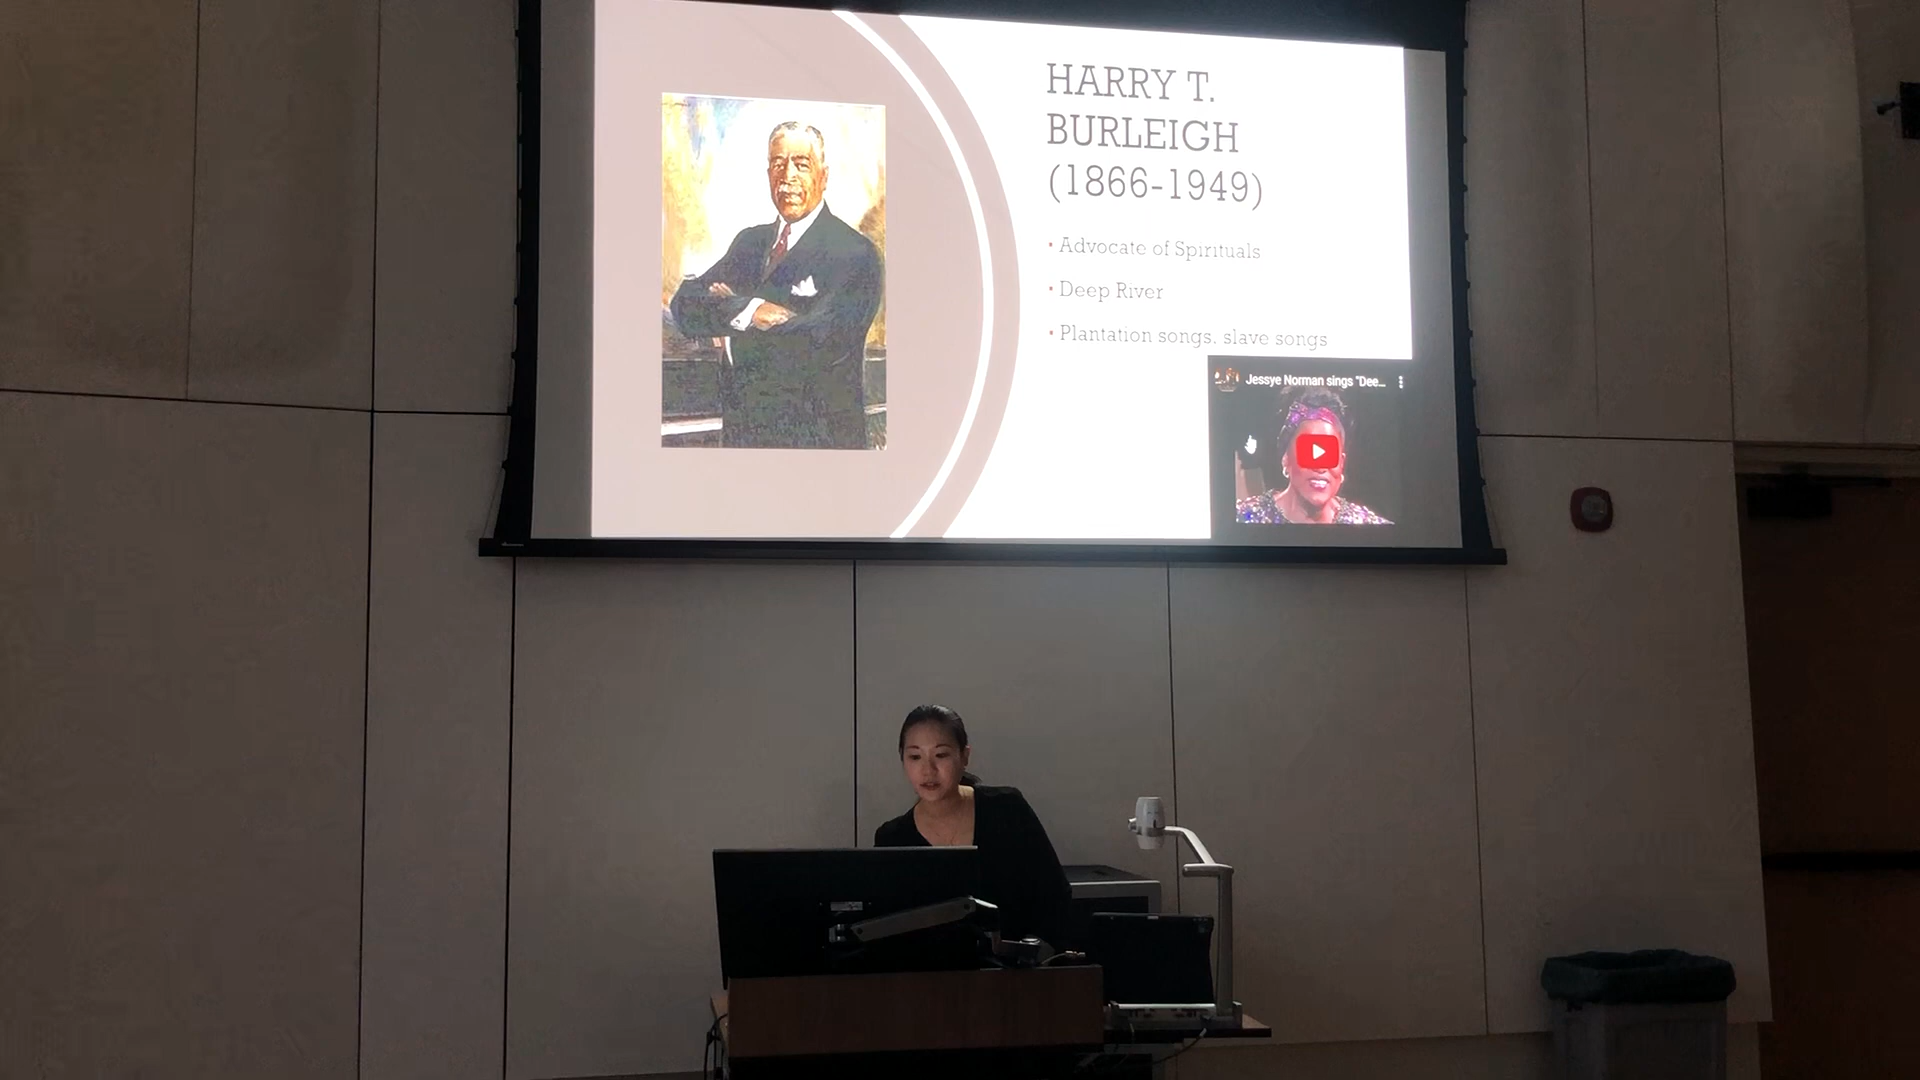 HARRY T.
BURLEIGH
(1866-1949)
Advocate of Spirituals
Deep River
Plantation songs, slave songs
Jessye Norman sings "Dee...